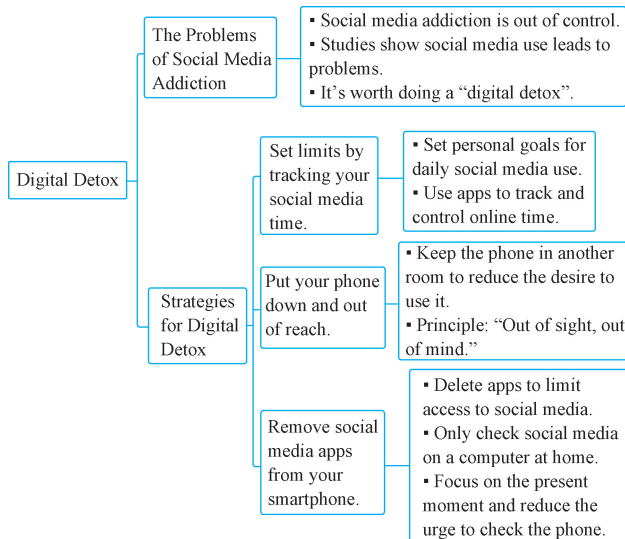 Digital Detox
The Problems
of Social Media
Addiction
▪ Social media addiction is out of control.
▪ Studies show social media use leads to
problems.
▪ It’s worth doing a “digital detox”.
Strategies
for Digital
Detox
Set limits by
tracking your
social media
time.
▪ Set personal goals for
daily social media use.
▪ Use apps to track and
control online time.
Put your phone
down and out
of reach.
▪ Keep the phone in another
room to reduce the desire to
use it.
▪ Principle: “Out of sight, out
of mind.”
Remove social
media apps
from your
smartphone.
▪ Delete apps to limit
access to social media.
▪ Only check social media
on a computer at home.
▪ Focus on the present
moment and reduce the
urge to check the phone.